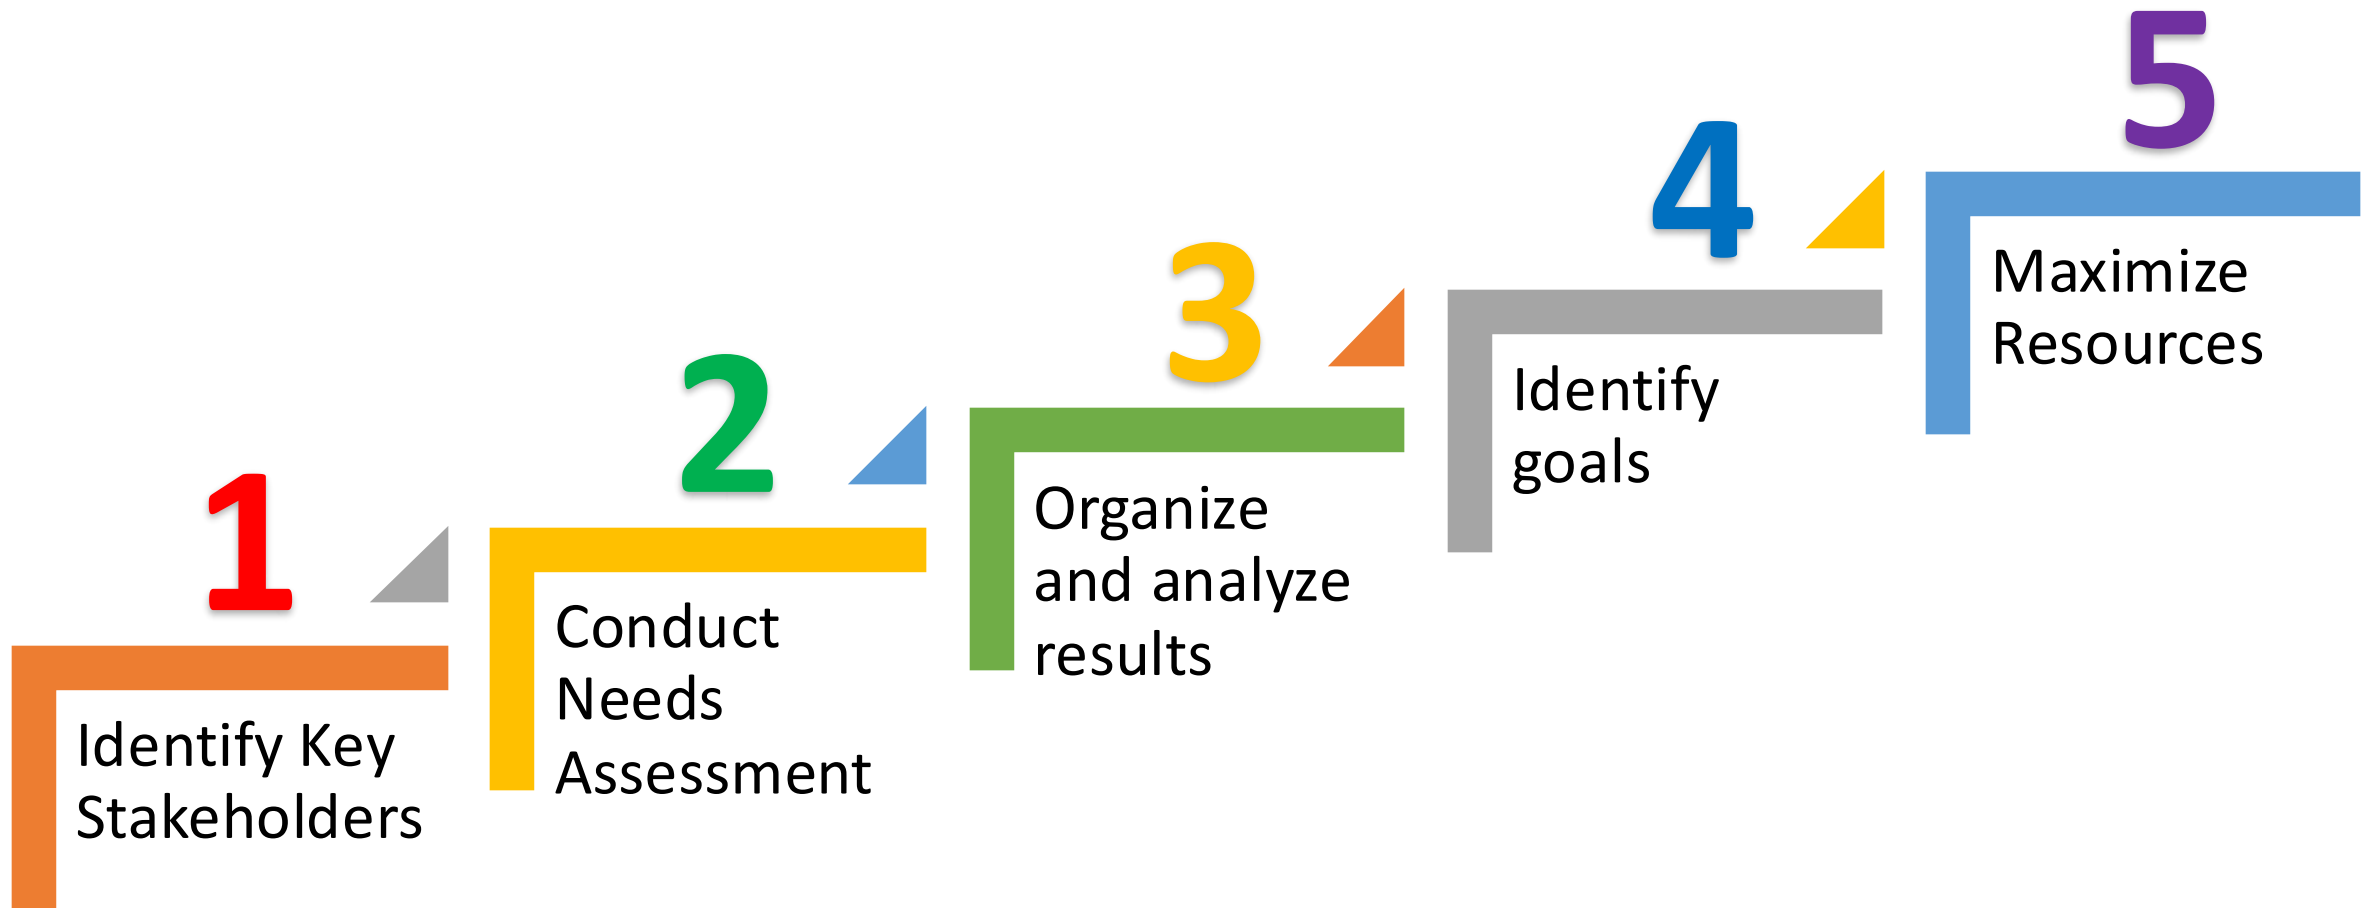 1
Identify Key
Stakeholders
2
Conduct
Needs
Assessment
3
Organize
and analyze
results
4
Identify
goals
5
Maximize
Resources